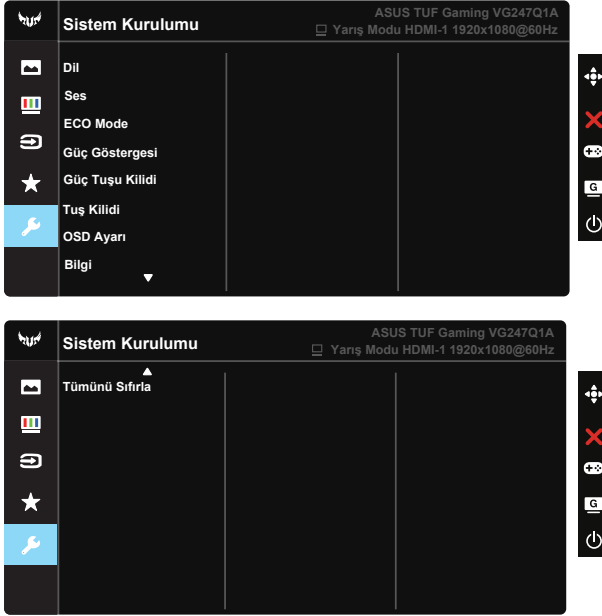 Sistem Kurulumu
ASUS TUF Gaming VG247Q1A
Yarış Modu HDMI-1 1920x1080@60Hz
Dil
Ses
ECO Mode
Güç Göstergesi
Güç Tuşu Kilidi
Tuş Kilidi
OSD Ayarı
Bilgi
G
Sistem Kurulumu
ASUS TUF Gaming VG247Q1A
Yarış Modu HDMI-1 1920x1080@60Hz
Tümünü Sıfırla
G